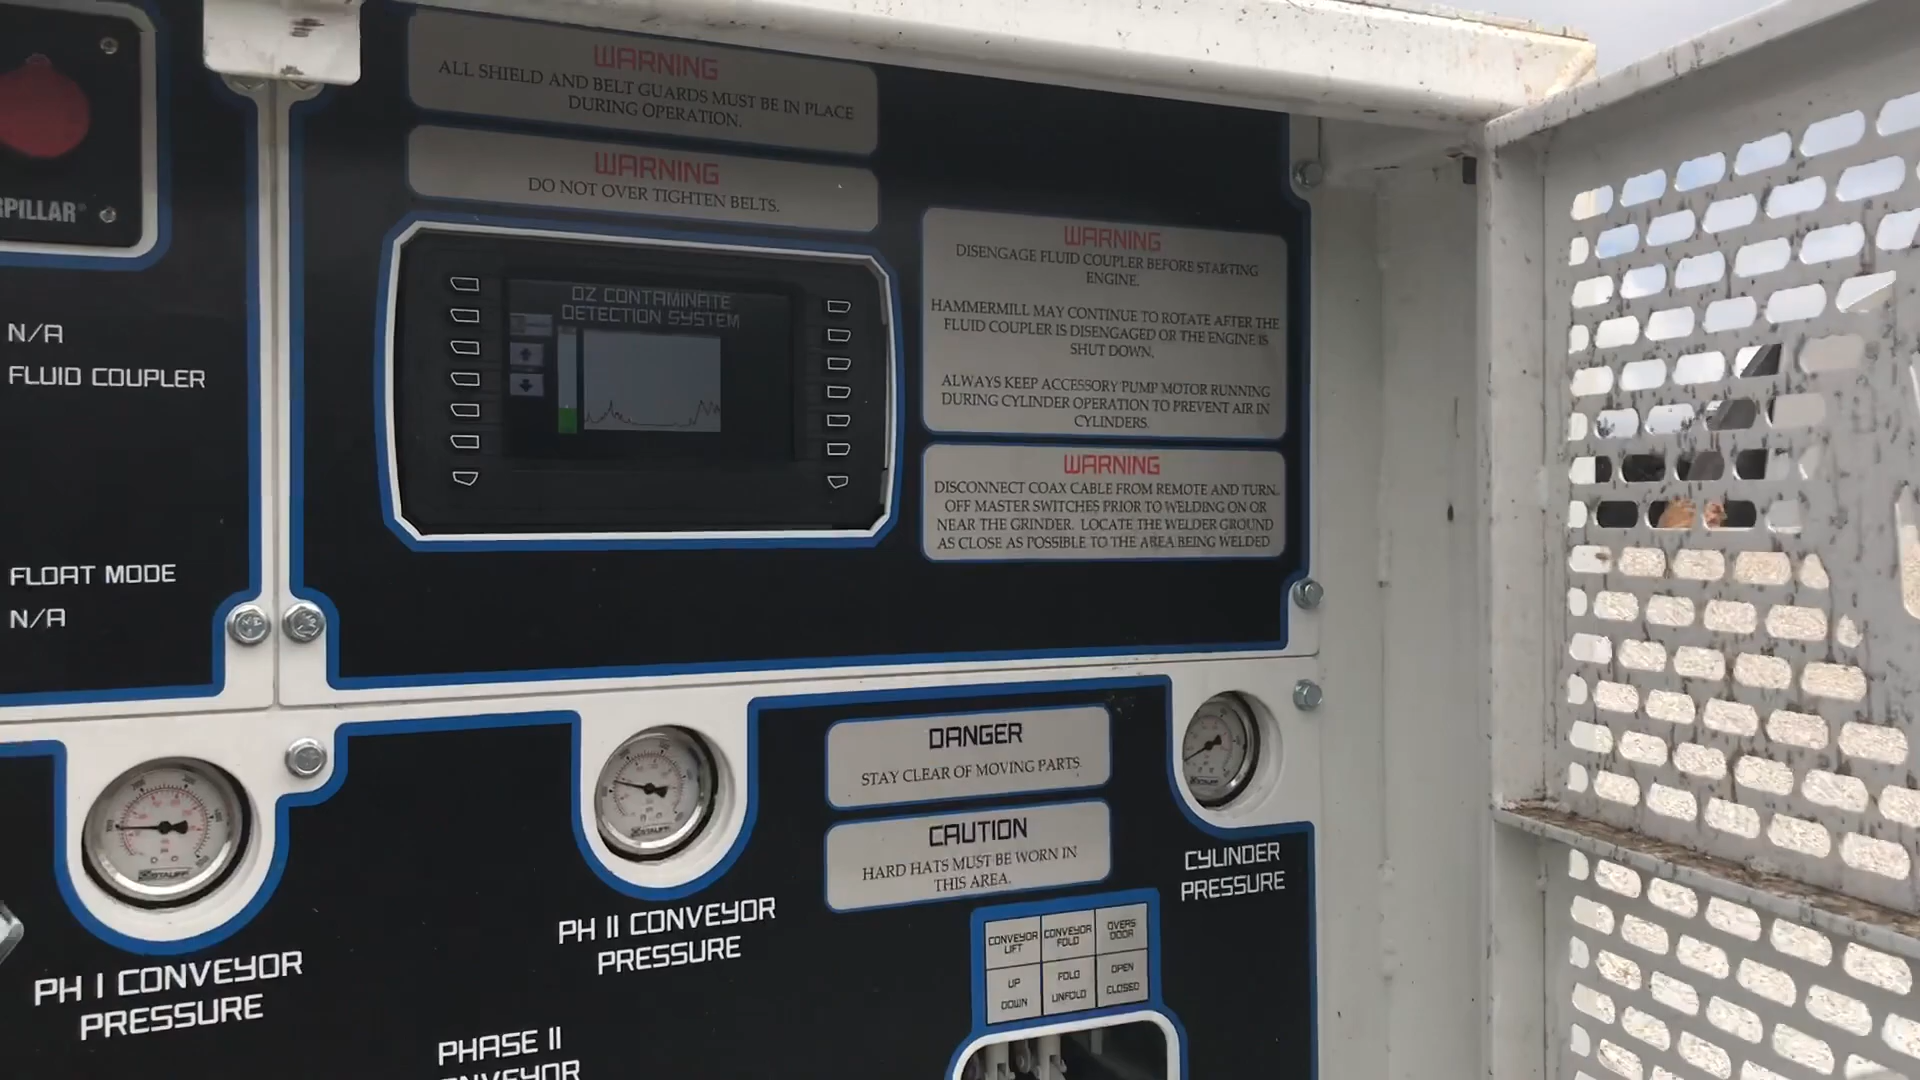 WARNING
ALL SHIELD AND BELT GUARDS MUST BE IN PLACE
DURING OPERATION.
WARNING
DO NOT OVER TIGHTEN BELTS.
N/A
FLUID COUPLER
FLOAT MODE
N/A
DZ CONTAMINATE
DETECTION SYSTEM
WARNING
DISENGAGE FLUID COUPLER BEFORE STARTING
ENGINE.
HAMMERMILL MAY CONTINUE TO ROTATE AFTER THE
FLUID COUPLER IS DISENGAGED OR THE ENGINE IS
SHUT DOWN.
ALWAYS KEEP ACCESSORY PUMP MOTOR RUNNING
DURING CYLINDER OPERATION TO PREVENT AIR IN
CYLINDERS.
WARNING
DISCONNECT COAX CABLE FROM REMOTE AND TURN
OFF MASTER SWITCHES PRIOR TO WELDING ON OR
NEAR THE GRINDER. LOCATE THE WELDER GROUND
AS CLOSE AS POSSIBLE TO THE AREA BEING WELDED
DANGER
STAY CLEAR OF MOVING PARTS.
CAUTION
HARD HATS MUST BE WORN IN
THIS AREA.
STAUFF
PH I CONVEYOR
PRESSURE
STAUFF
PH II CONVEYOR
PRESSURE
CYLINDER
PRESSURE
CONVEYOR LIFT
CONVEYOR FOLD
OVERS DOOR
UP
DOWN
FOLD
UNFOLD
OPEN
CLOSED
PHASE II